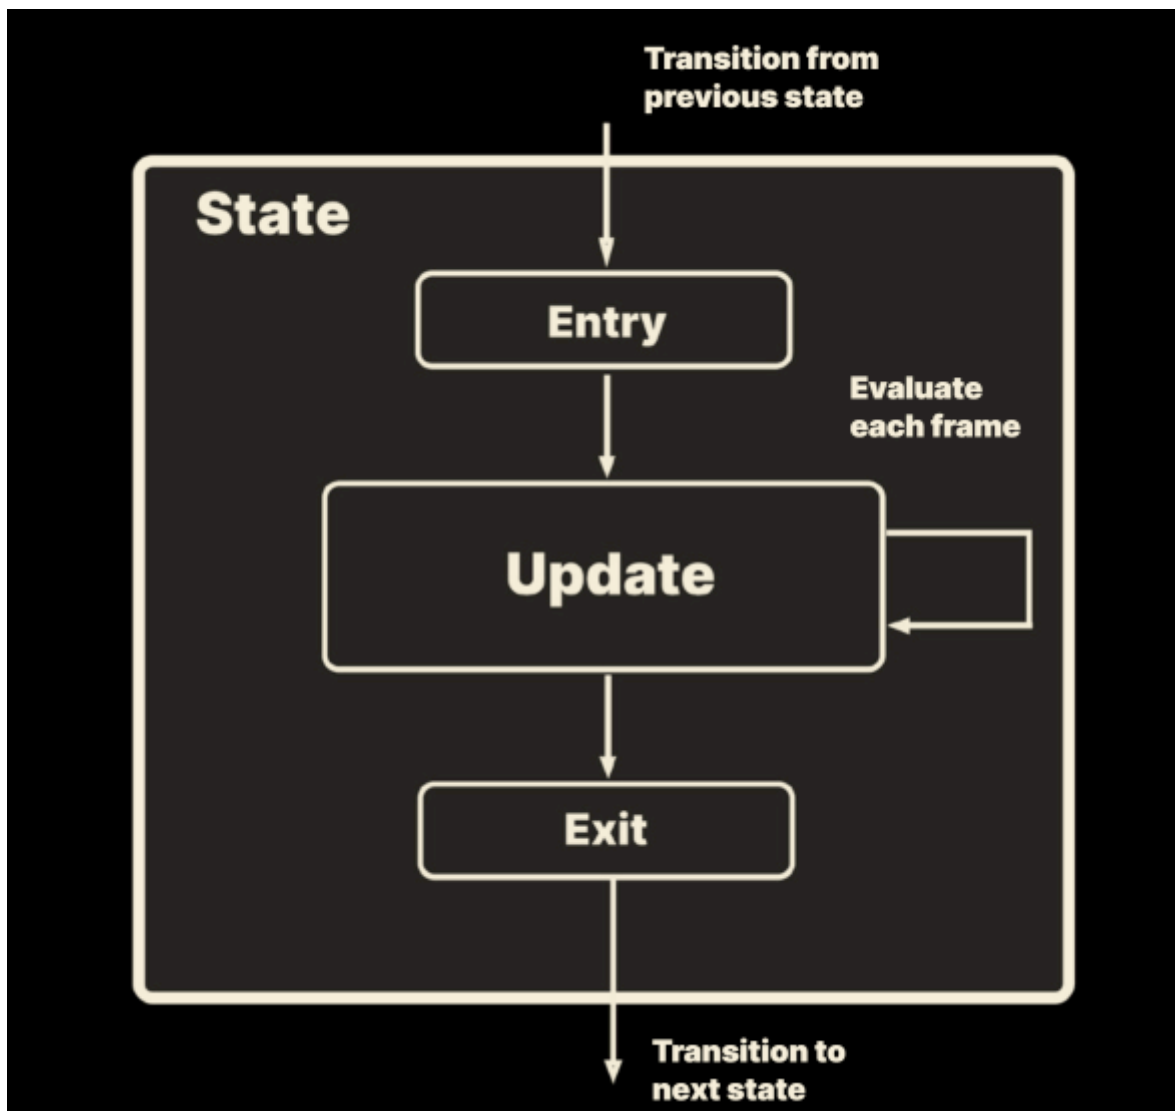 Transition from
previous state
State
Entry
Evaluate
each frame
Update
Exit
Transition to
next state